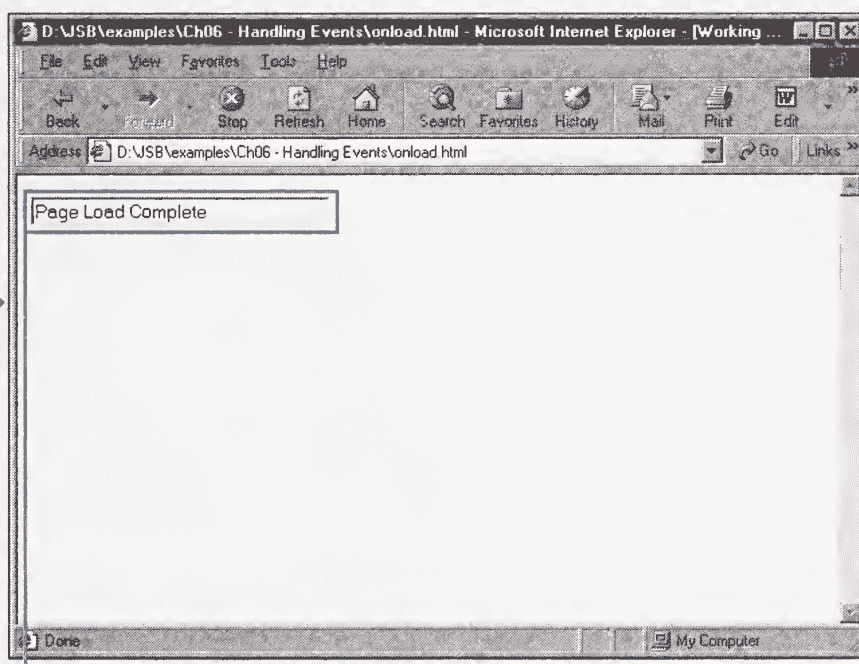 D:\JSB\examples\Ch06 - Handling Events\onload.html - Microsoft Internet Explorer - [Working ...
File Edit View Favorites Tools Help
Back Forward Stop Refresh Home Search Favorites History Mail Print Edit »
Address D:\JSB\examples\Ch06 - Handling Events\onload.html Go Links »
Page Load Complete
Done My Computer